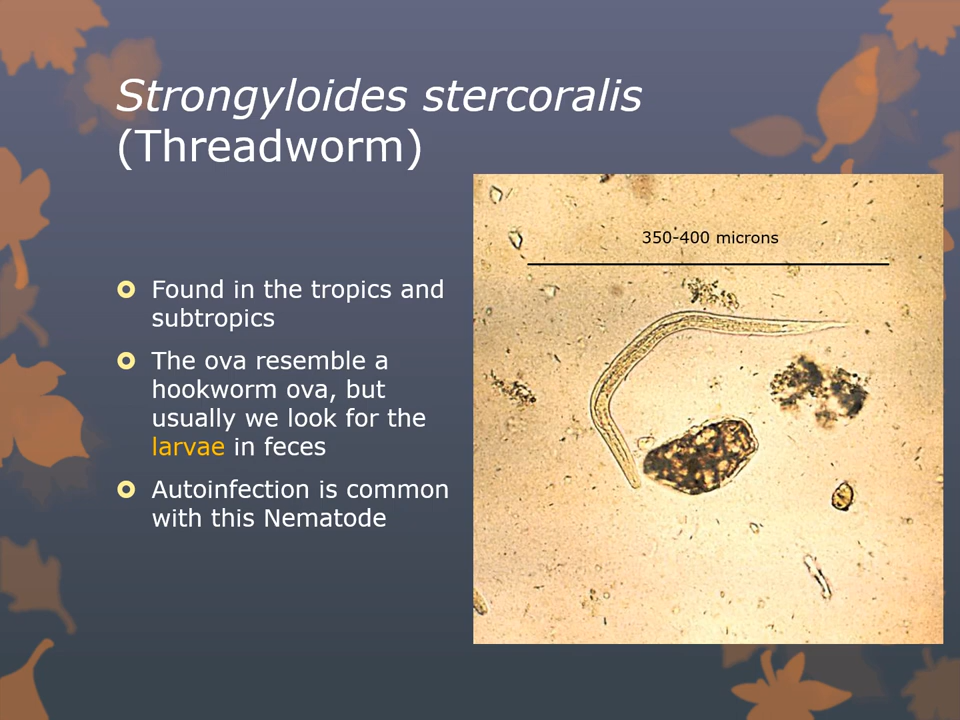 Strongyloides stercoralis
(Threadworm)
350-400 microns
Found in the tropics and
subtropics
The ova resemble a
hookworm ova, but
usually we look for the
larvae in feces
Autoinfection is common
with this Nematode